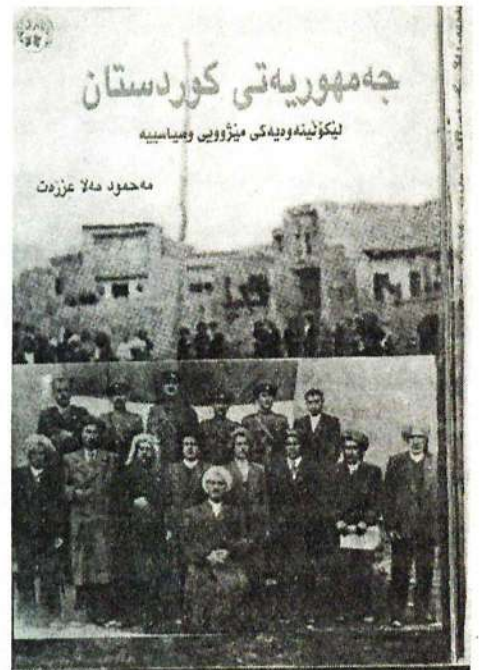 جەمهوریەتی کوردستان
لێکۆڵینەوەیەکی مێژوویی وسیاسییە
مەحمود مەلا عززەت